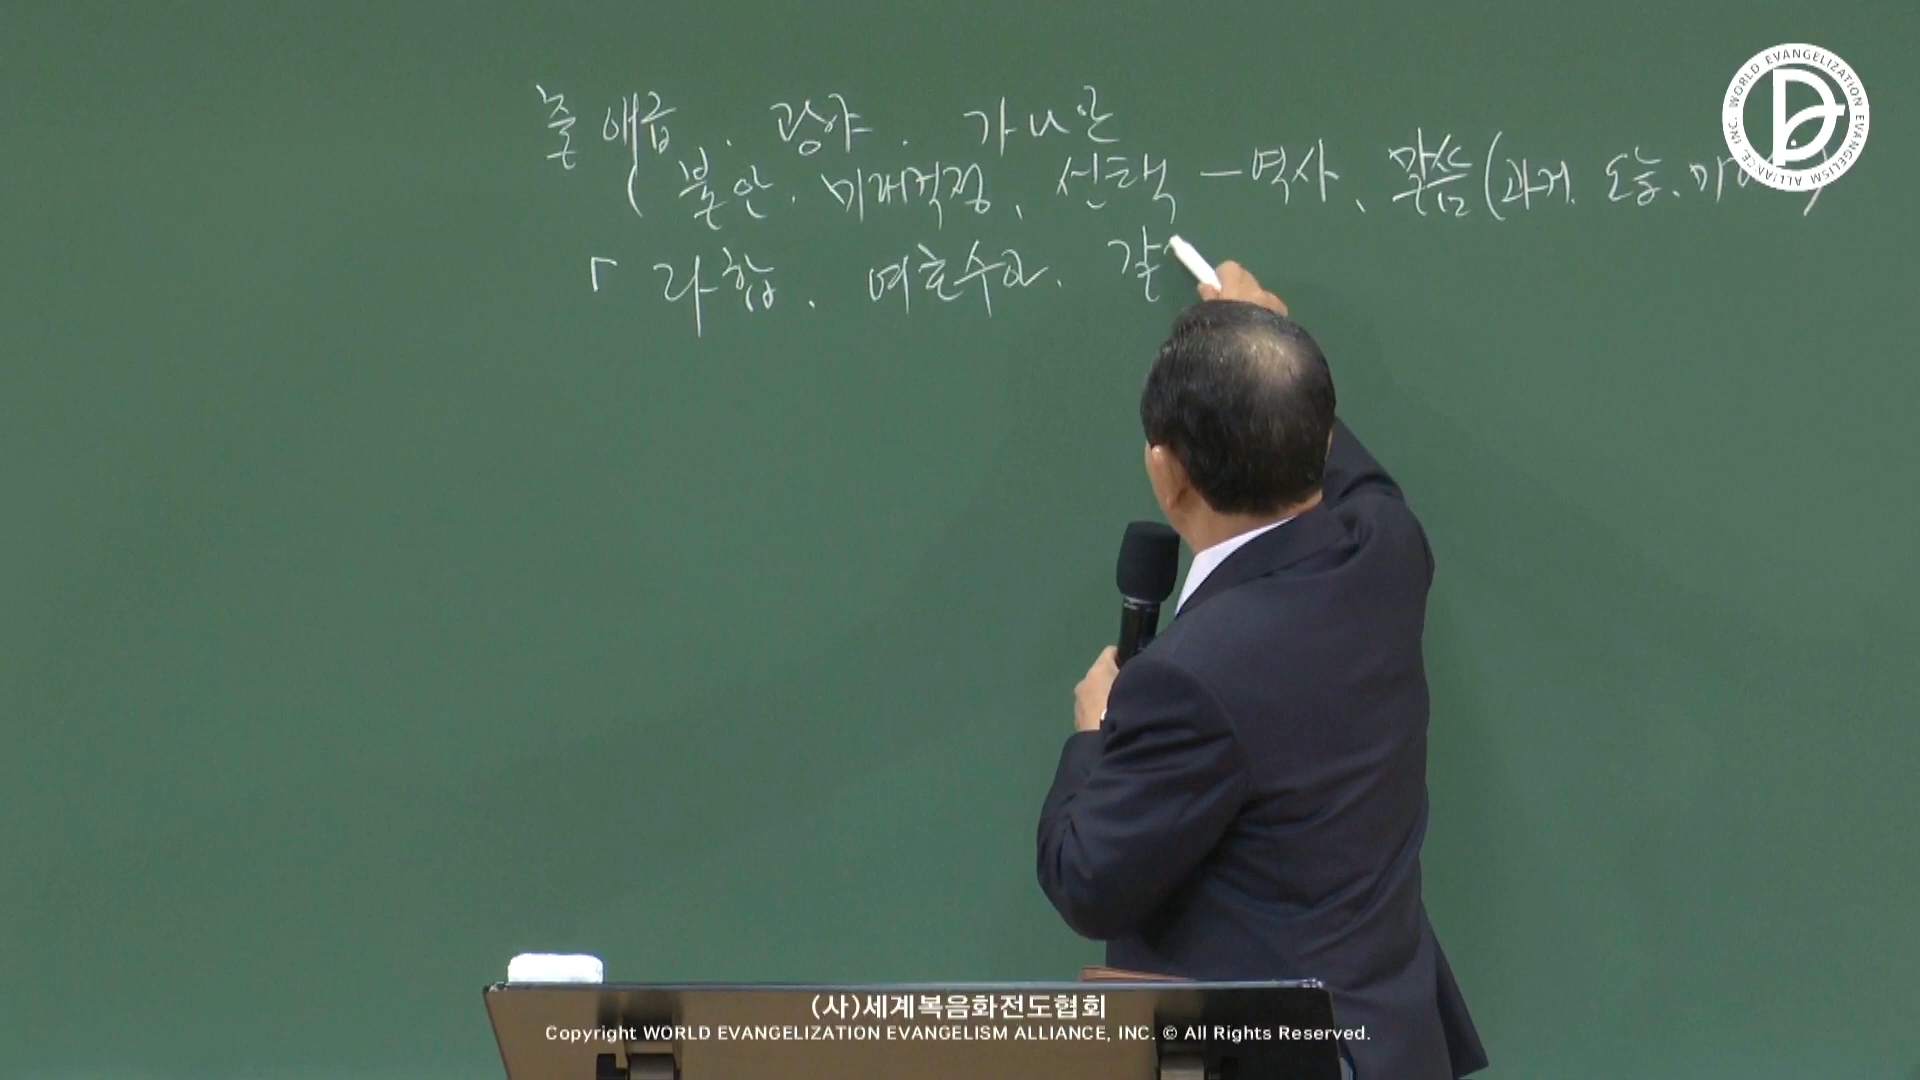 출애굽. 광야. 가나안
( 불안. 미래걱정, 선택 - 역사, 말씀(과거. 오늘. 미래)
「 라합. 여호수아. 갈
WORLD EVANGELIZATION EVANGELISM ALLIANCE, INC.
(사)세계복음화전도협회
Copyright WORLD EVANGELIZATION EVANGELISM ALLIANCE, INC. © All Rights Reserved.